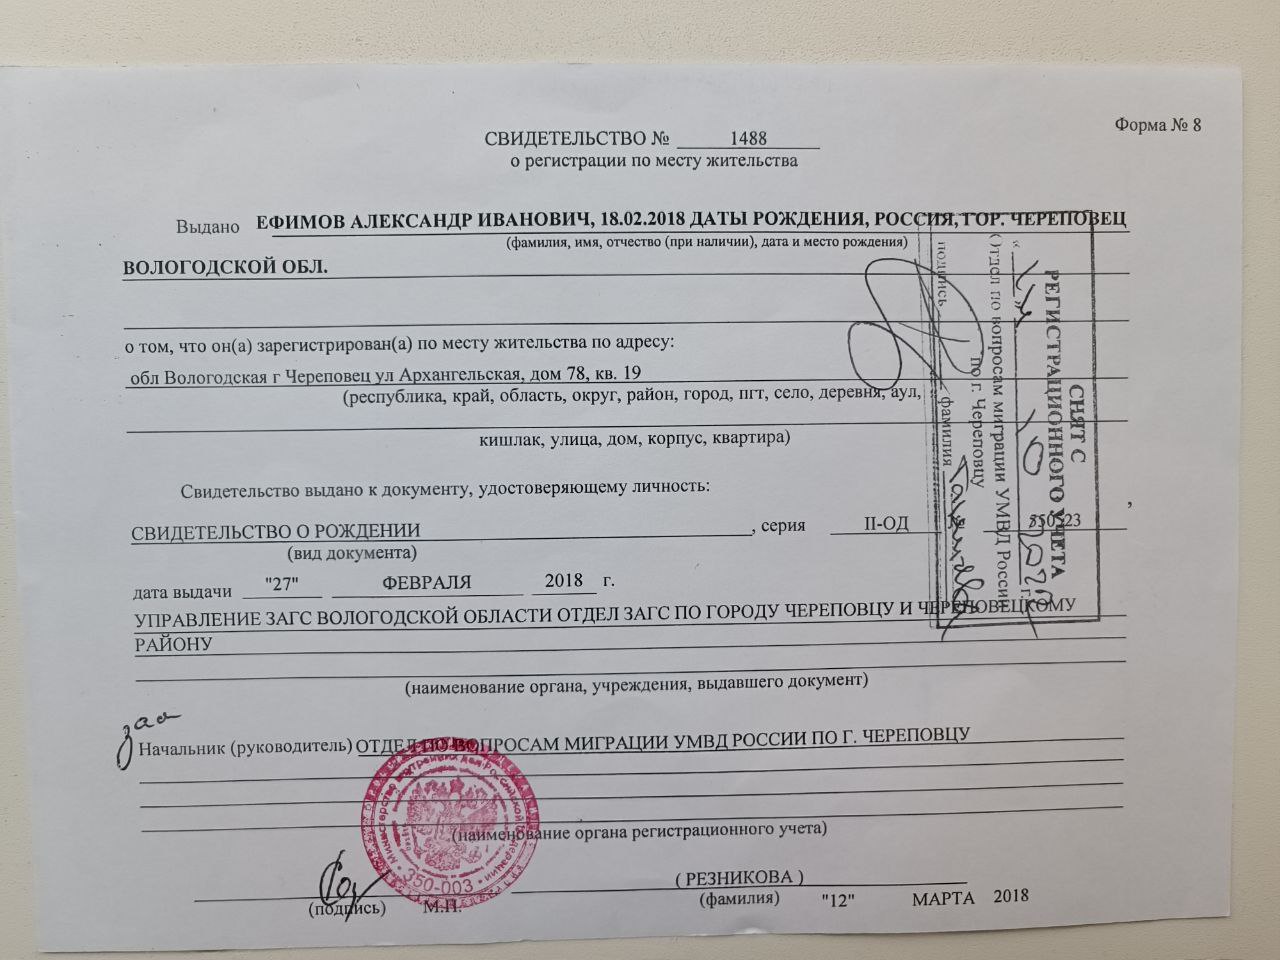 Форма № 8
СВИДЕТЕЛЬСТВО № 1488
о регистрации по месту жительства
Выдано ЕФИМОВ АЛЕКСАНДР ИВАНОВИЧ, 18.02.2018 ДАТЫ РОЖДЕНИЯ, РОССИЯ, ГОР. ЧЕРЕПОВЕЦ
(фамилия, имя, отчество (при наличии), дата и место рождения)
ВОЛОГОДСКОЙ ОБЛ.
о том, что он(а) зарегистрирован(а) по месту жительства по адресу:
обл Вологодская г Череповец ул Архангельская, дом 78, кв. 19
(республика, край, область, округ, район, город, пгт, село, деревня, аул,
кишлак, улица, дом, корпус, квартира)
Свидетельство выдано к документу, удостоверяющему личность:
СВИДЕТЕЛЬСТВО О РОЖДЕНИИ, серия II-ОД №
(вид документа)
дата выдачи "27" ФЕВРАЛЯ 2018 г.
УПРАВЛЕНИЕ ЗАГС ВОЛОГОДСКОЙ ОБЛАСТИ ОТДЕЛ ЗАГС ПО ГОРОДУ ЧЕРЕПОВЦУ И ЧЕРЕПОВЕЦКОМУ
РАЙОНУ
(наименование органа, учреждения, выдавшего документ)
зам
Начальник (руководитель) ОТДЕЛ ПО ВОПРОСАМ МИГРАЦИИ УМВД РОССИИ ПО Г. ЧЕРЕПОВЦУ
(наименование органа регистрационного учета)
( РЕЗНИКОВА )
(подпись) М.П. (фамилия) "12" МАРТА 2018
СНЯТ С
РЕГИСТРАЦИОННОГО УЧЕТА
г.
Отдел по вопросам миграции УМВД России
по г. Череповцу
подпись фамилия
Министерство внутренних дел Российской Федерации
350-003